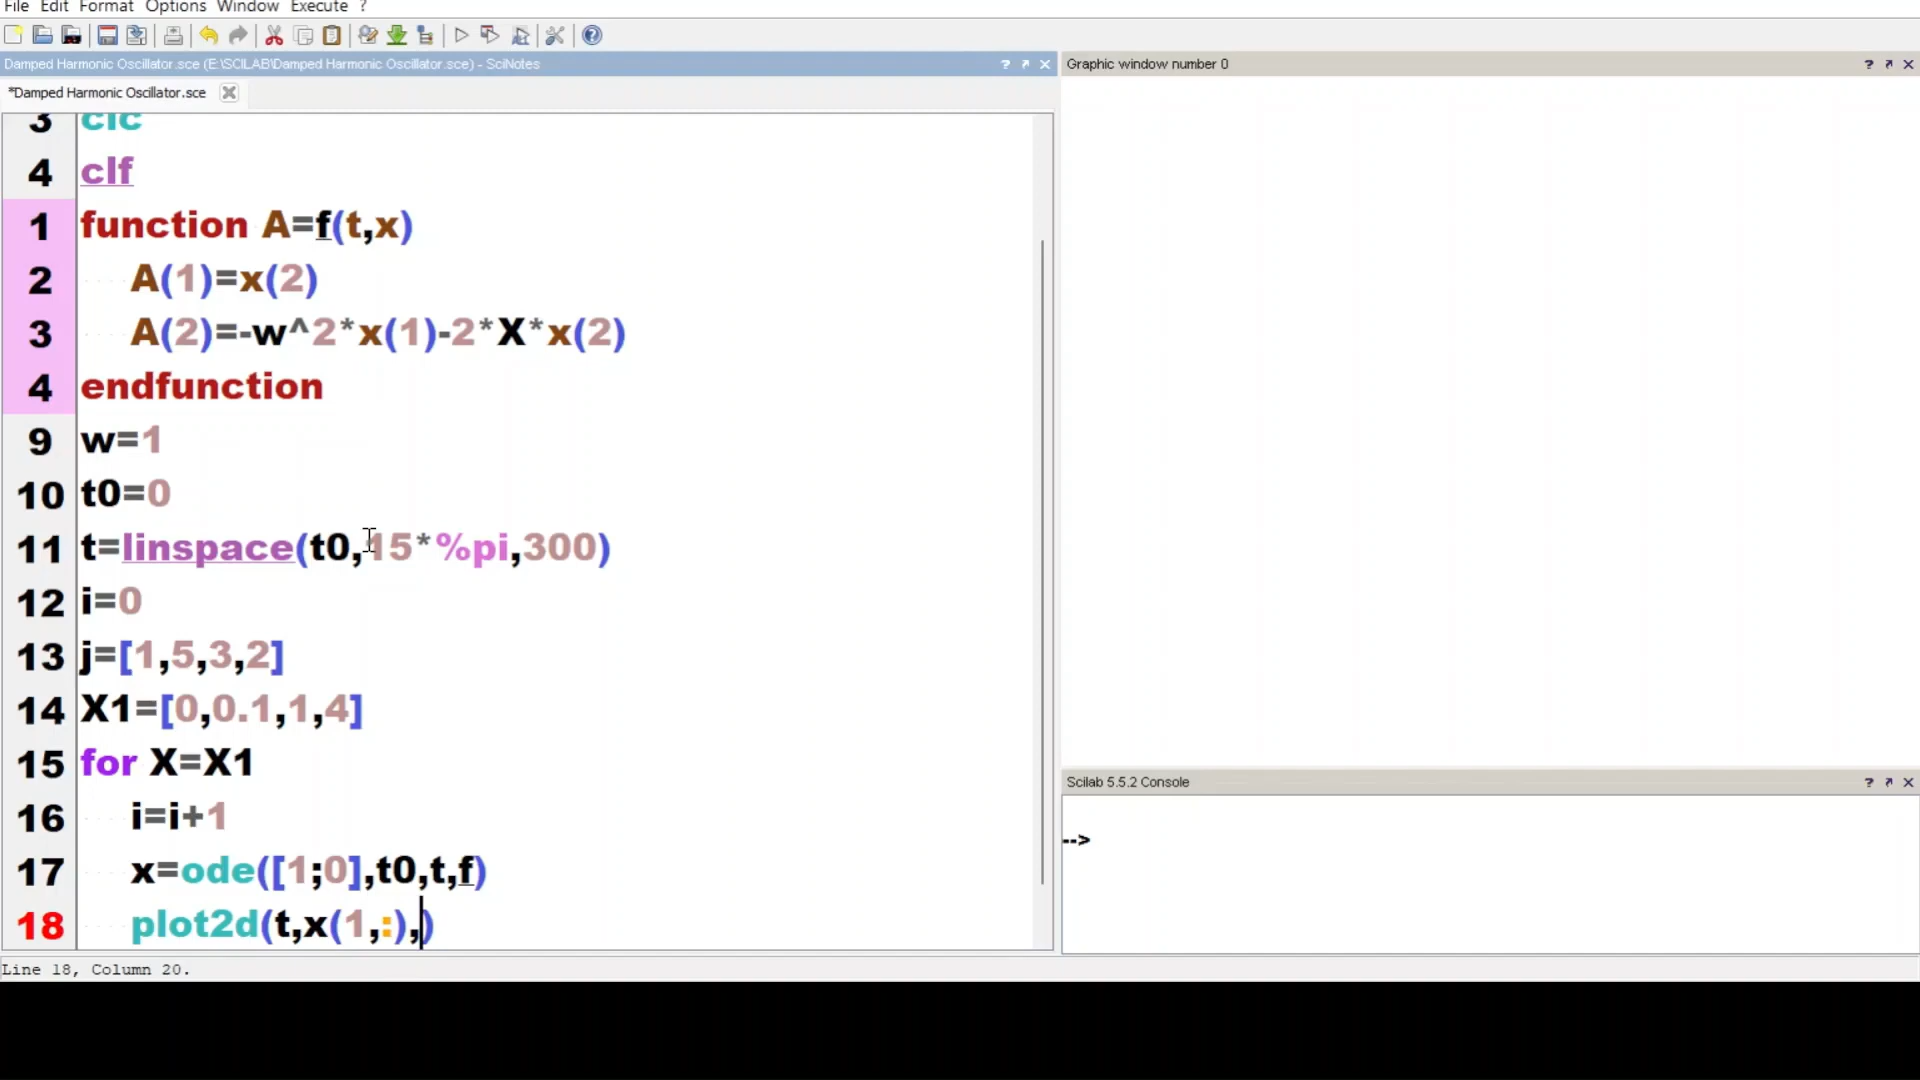 File Edit Format Options Window Execute ?
Damped Harmonic Oscillator.sce (E:\SCILAB\Damped Harmonic Oscillator.sce) - SciNotes
? ↗ ×
*Damped Harmonic Oscillator.sce
3 clc
4 clf
1 function A=f(t,x)
2 A(1)=x(2)
3 A(2)=-w^2*x(1)-2*X*x(2)
4 endfunction
9 w=1
10 t0=0
11 t=linspace(t0,15*%pi,300)
12 i=0
13 j=[1,5,3,2]
14 X1=[0,0.1,1,4]
15 for X=X1
16 i=i+1
17 x=ode([1;0],t0,t,f)
18 plot2d(t,x(1,:),)
Line 18, Column 20.
Graphic window number 0
? ↗ ×
Scilab 5.5.2 Console
? ↗ ×
-->